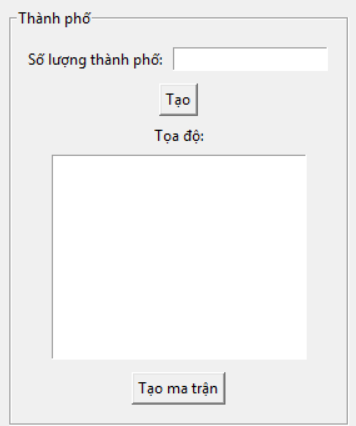 Thành phố
Số lượng thành phố:
Tạo
Tọa độ:
Tạo ma trận